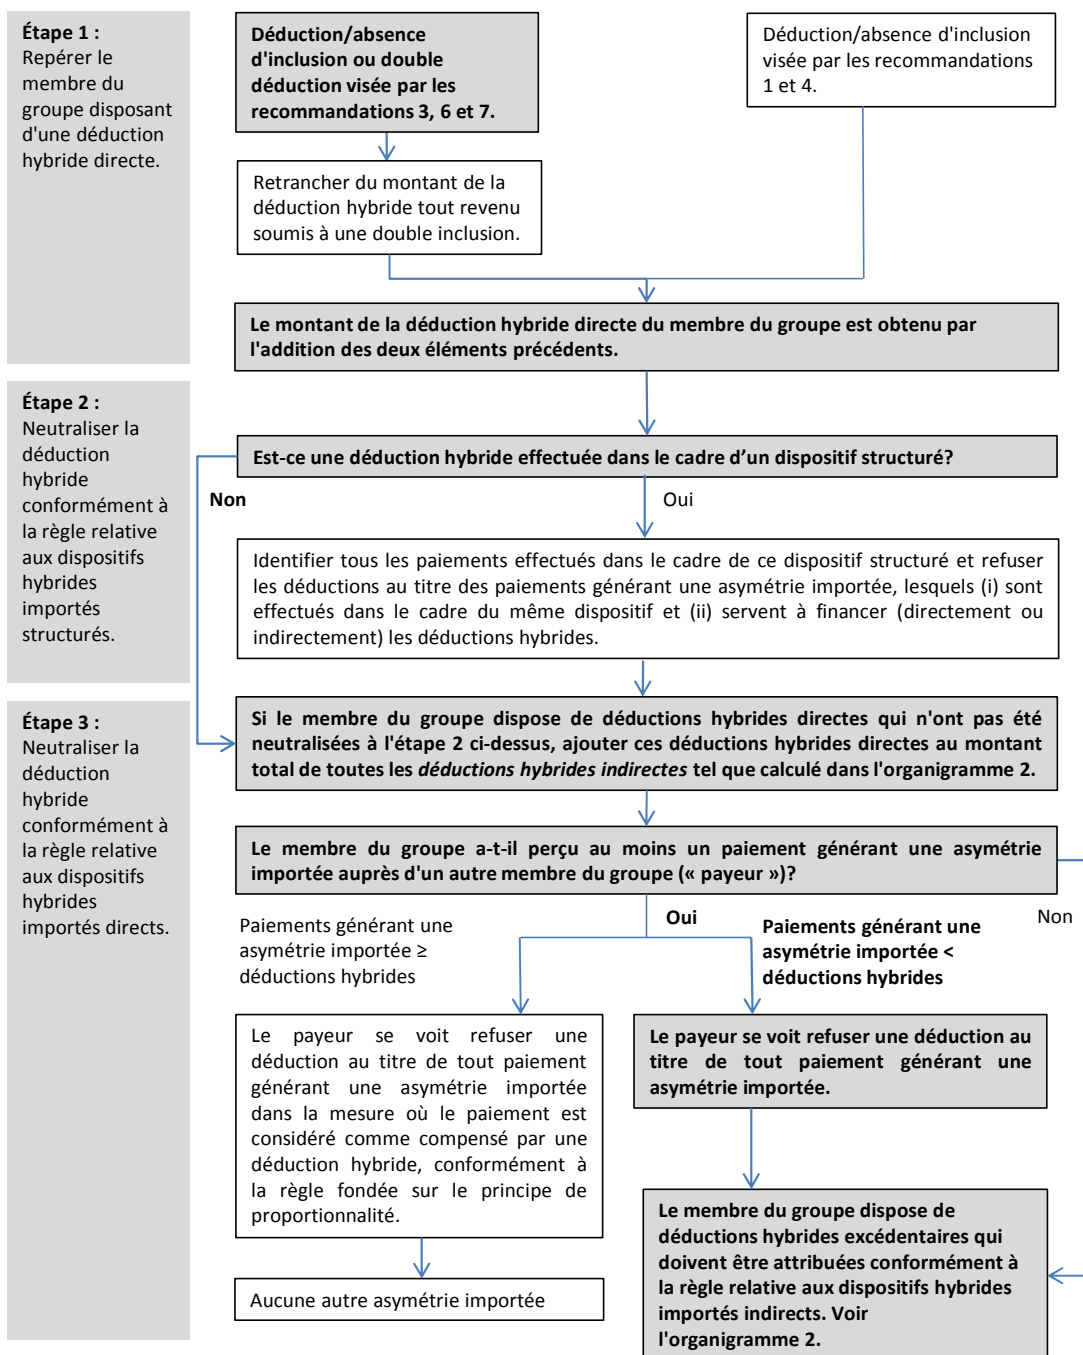 Étape 1 :
Repérer le
membre du
groupe disposant
d'une déduction
hybride directe.
Déduction/absence
d'inclusion ou double
déduction visée par les
recommandations 3, 6 et 7.
Déduction/absence d'inclusion
visée par les recommandations
1 et 4.
Retrancher du montant de la
déduction hybride tout revenu
soumis à une double inclusion.
Le montant de la déduction hybride directe du membre du groupe est obtenu par
l'addition des deux éléments précédents.
Étape 2 :
Neutraliser la
déduction
hybride
conformément à
la règle relative
aux dispositifs
hybrides
importés
structurés.
Est-ce une déduction hybride effectuée dans le cadre d’un dispositif structuré?
Non
Oui
Identifier tous les paiements effectués dans le cadre de ce dispositif structuré et refuser
les déductions au titre des paiements générant une asymétrie importée, lesquels (i) sont
effectués dans le cadre du même dispositif et (ii) servent à financer (directement ou
indirectement) les déductions hybrides.
Étape 3 :
Neutraliser la
déduction
hybride
conformément à
la règle relative
aux dispositifs
hybrides
importés directs.
Si le membre du groupe dispose de déductions hybrides directes qui n'ont pas été
neutralisées à l'étape 2 ci-dessus, ajouter ces déductions hybrides directes au montant
total de toutes les déductions hybrides indirectes tel que calculé dans l'organigramme 2.
Le membre du groupe a-t-il perçu au moins un paiement générant une asymétrie
importée auprès d'un autre membre du groupe (« payeur »)?
Oui
Non
Paiements générant une
asymétrie importée ≥
déductions hybrides
Paiements générant une
asymétrie importée <
déductions hybrides
Le payeur se voit refuser une
déduction au titre de tout paiement
générant une asymétrie importée
dans la mesure où le paiement est
considéré comme compensé par une
déduction hybride, conformément à
la règle fondée sur le principe de
proportionnalité.
Le payeur se voit refuser une déduction au
titre de tout paiement générant une
asymétrie importée.
Aucune autre asymétrie importée
Le membre du groupe dispose de
déductions hybrides excédentaires qui
doivent être attribuées conformément à
la règle relative aux dispositifs hybrides
importés indirects. Voir
l'organigramme 2.